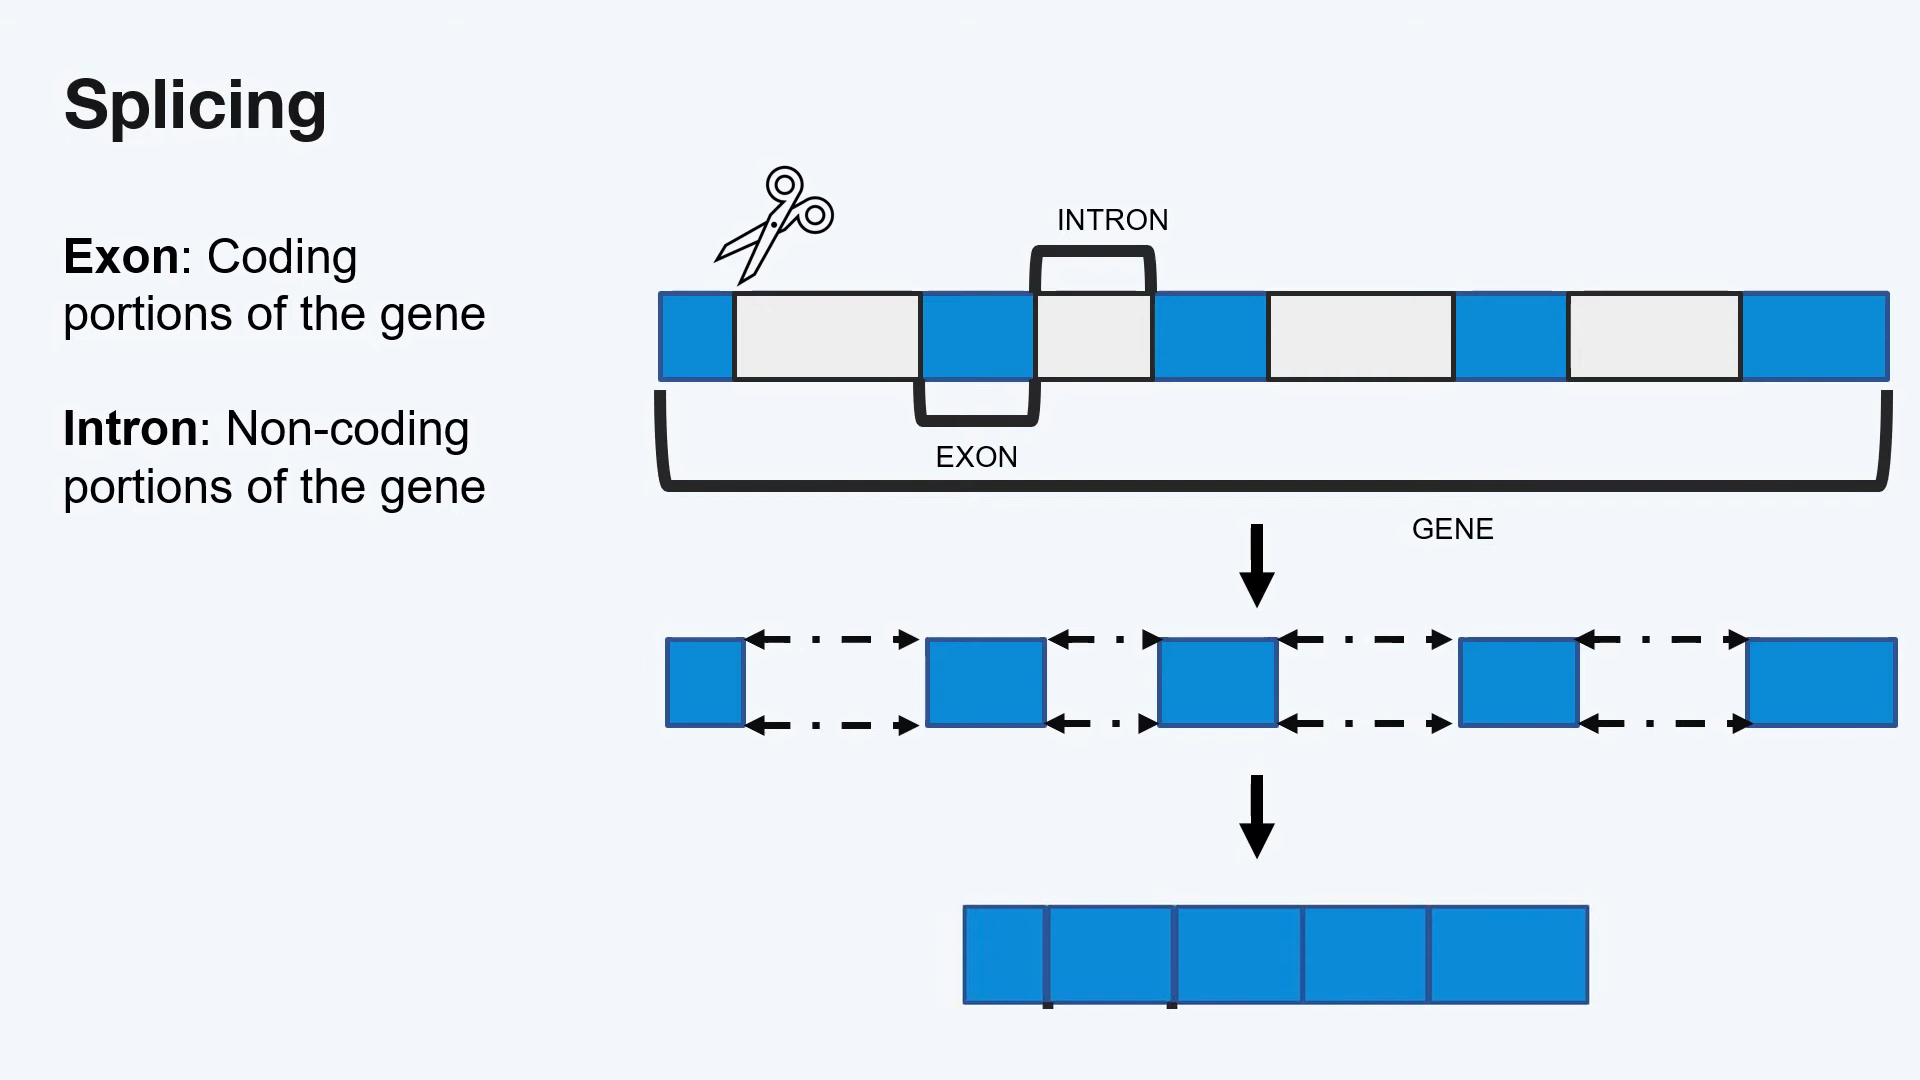 Splicing
Exon: Coding
portions of the gene
Intron: Non-coding
portions of the gene
INTRON
EXON
GENE